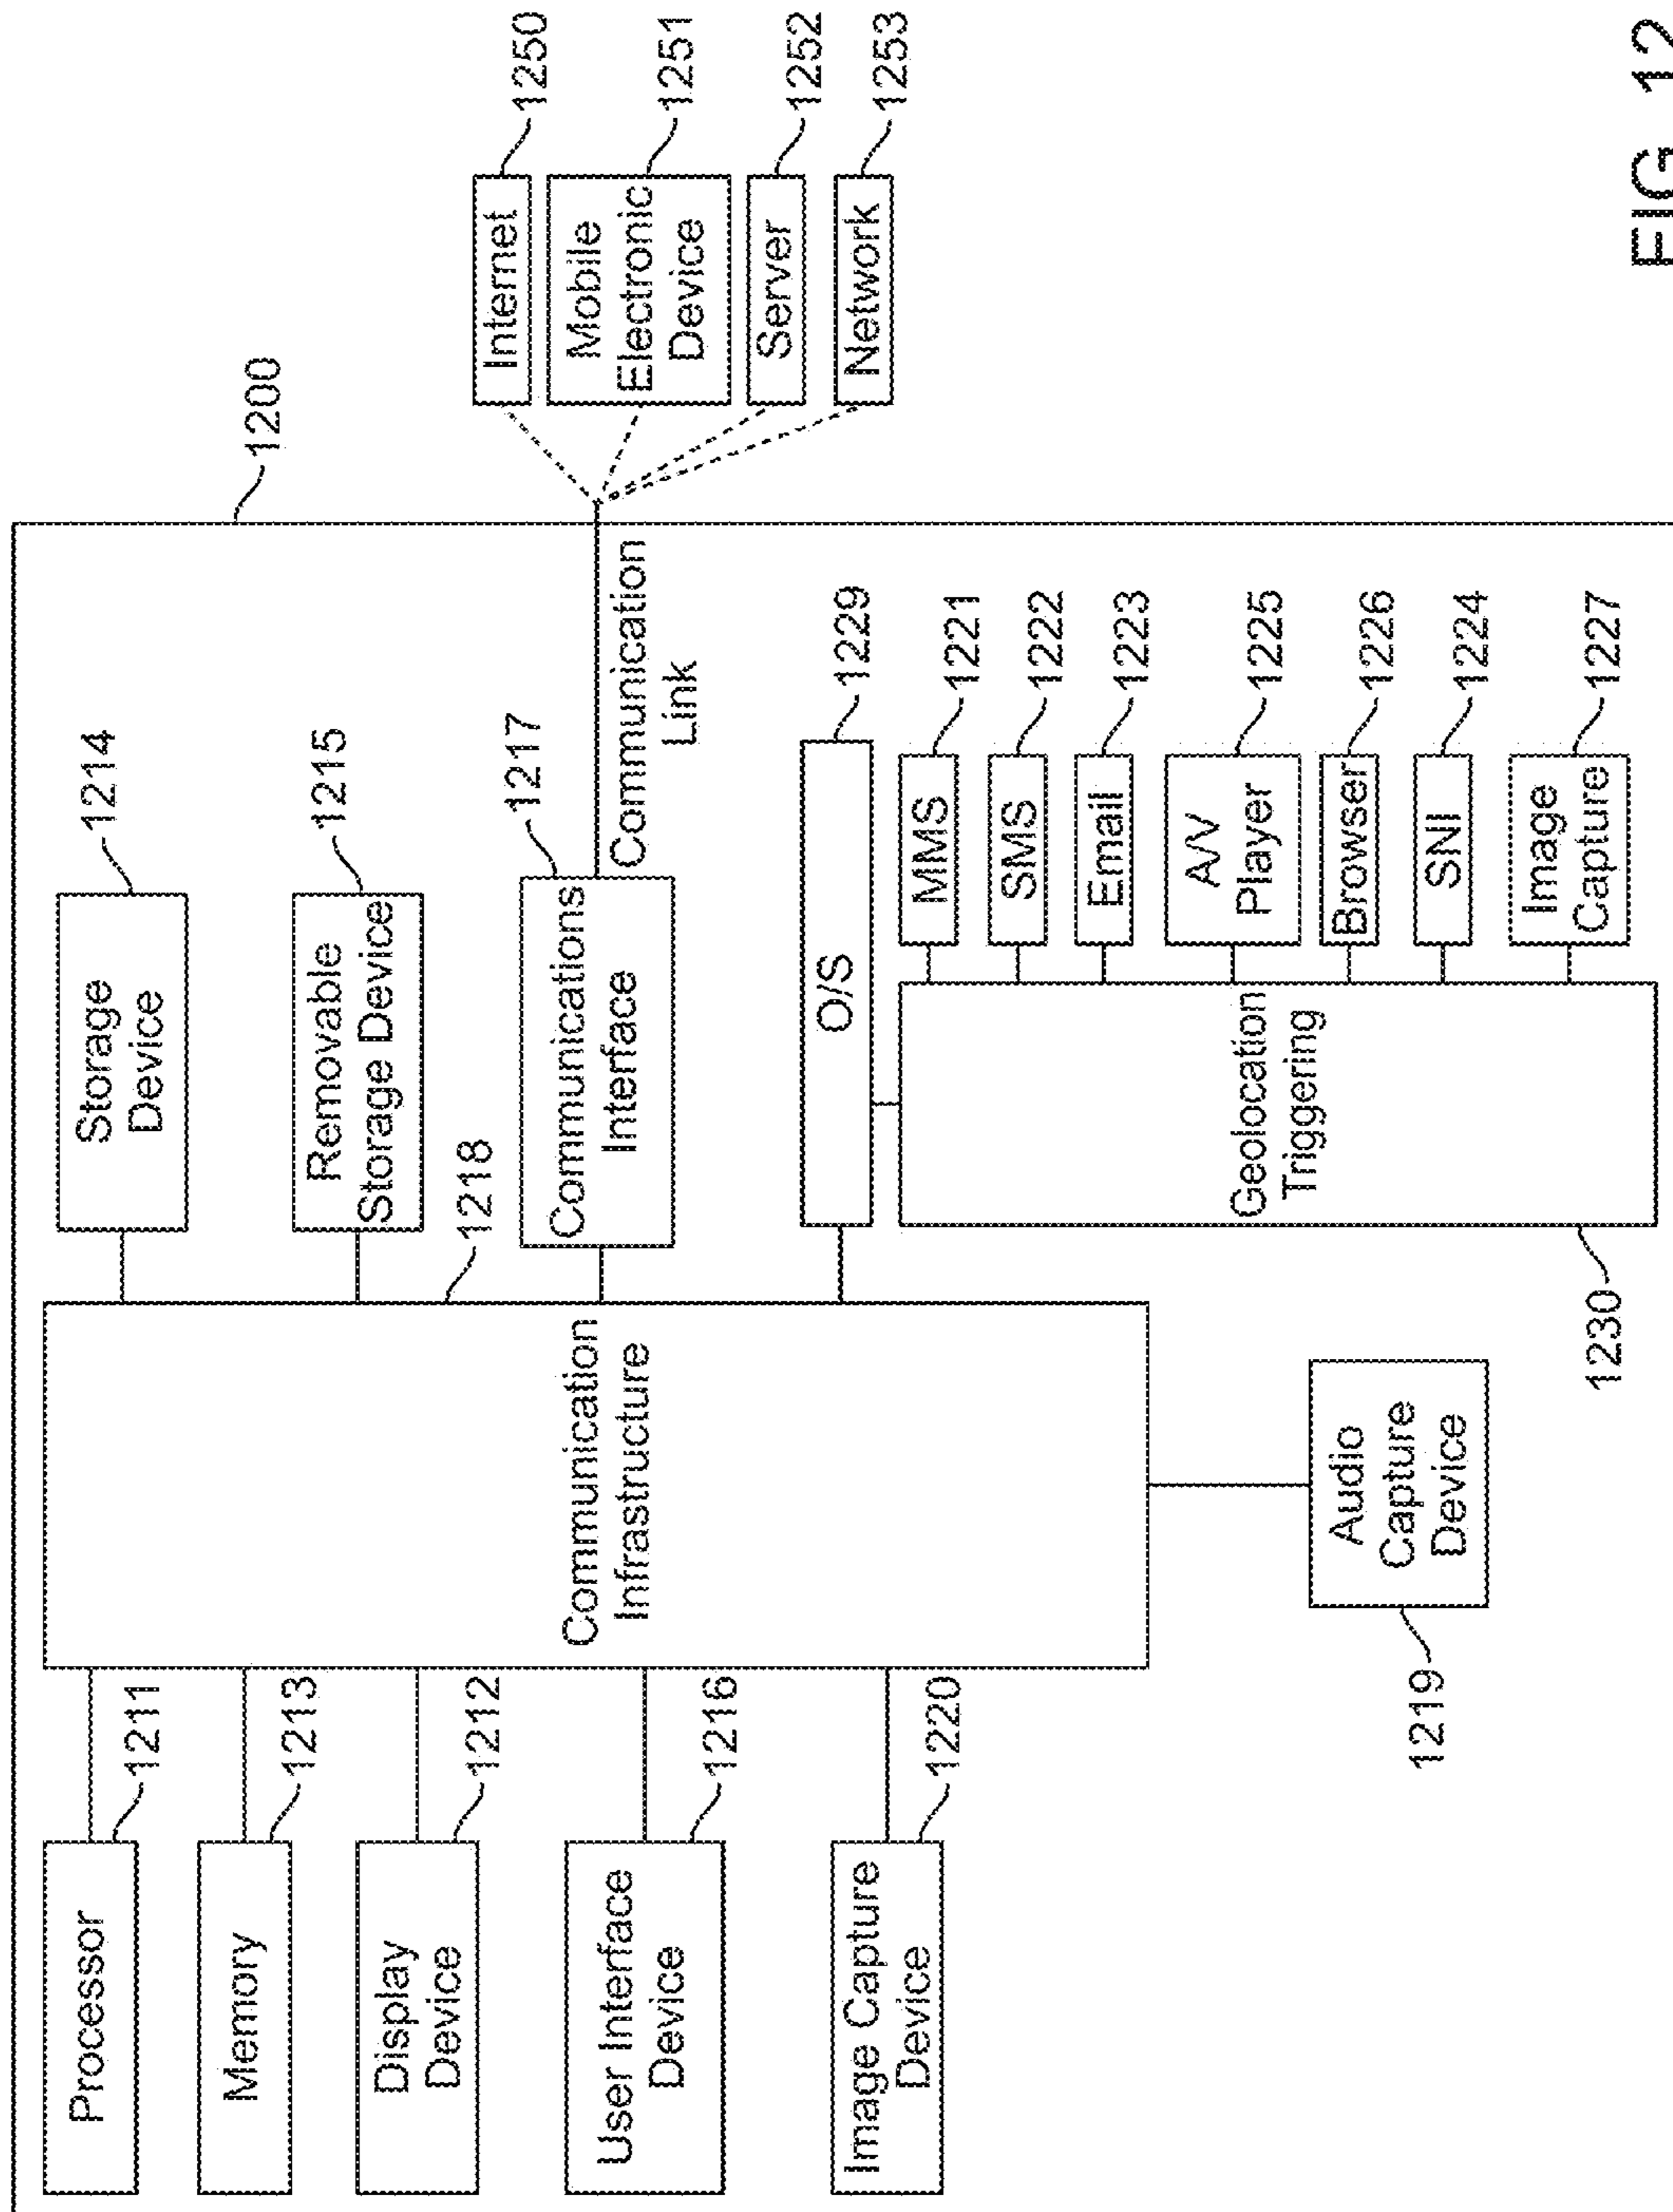 1200
Processor
1211
Memory
1213
Display
Device
1212
User Interface
Device
1216
Image Capture
Device
1220
Communication
Infrastructure
1218
Audio
Capture
Device
1219
Storage
Device
1214
Removable
Storage Device
1215
Communications
Interface
1217
Communication
Link
O/S
1229
Geolocation
Triggering
1230
MMS
1221
SMS
1222
Email
1223
A/V
Player
1225
Browser
1226
SNI
1224
Image
Capture
1227
Internet
1250
Mobile
Electronic
Device
1251
Server
1252
Network
1253
FIG. 12